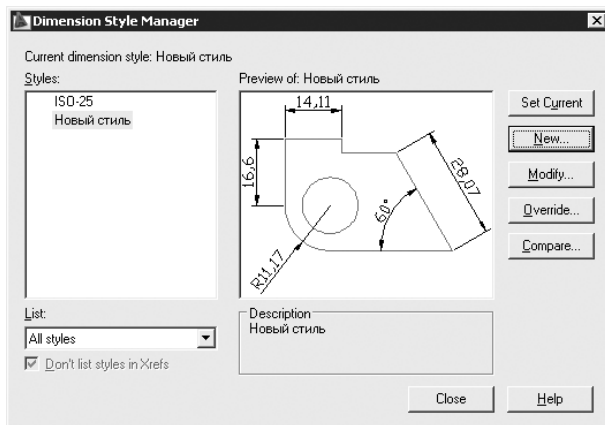 Dimension Style Manager
Current dimension style: Новый стиль
Styles:
ISO-25
Новый стиль
Preview of: Новый стиль
14,11
16,6
28,07
60°
R11,17
Set Current
New...
Modify...
Override...
Compare...
List:
All styles
Don't list styles in Xrefs
Description
Новый стиль
Close
Help